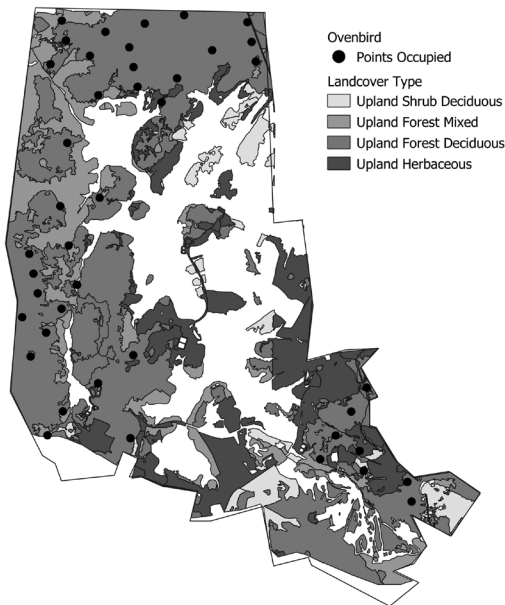 Ovenbird
Points Occupied
Landcover Type
Upland Shrub Deciduous
Upland Forest Mixed
Upland Forest Deciduous
Upland Herbaceous